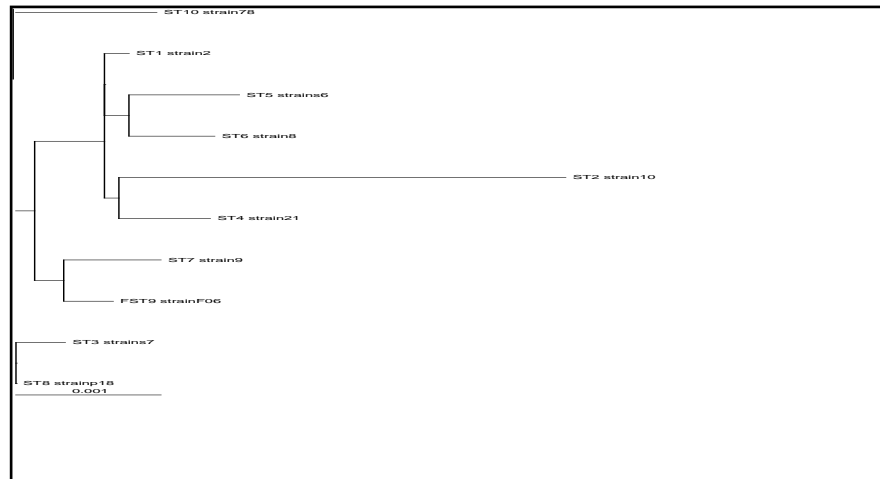 ST10 strain78
ST1 strain2
ST5 strains6
ST6 strain8
ST2 strain10
ST4 strain21
ST7 strain9
FST9 strainF06
ST3 strains7
ST8 strainp18
0.001